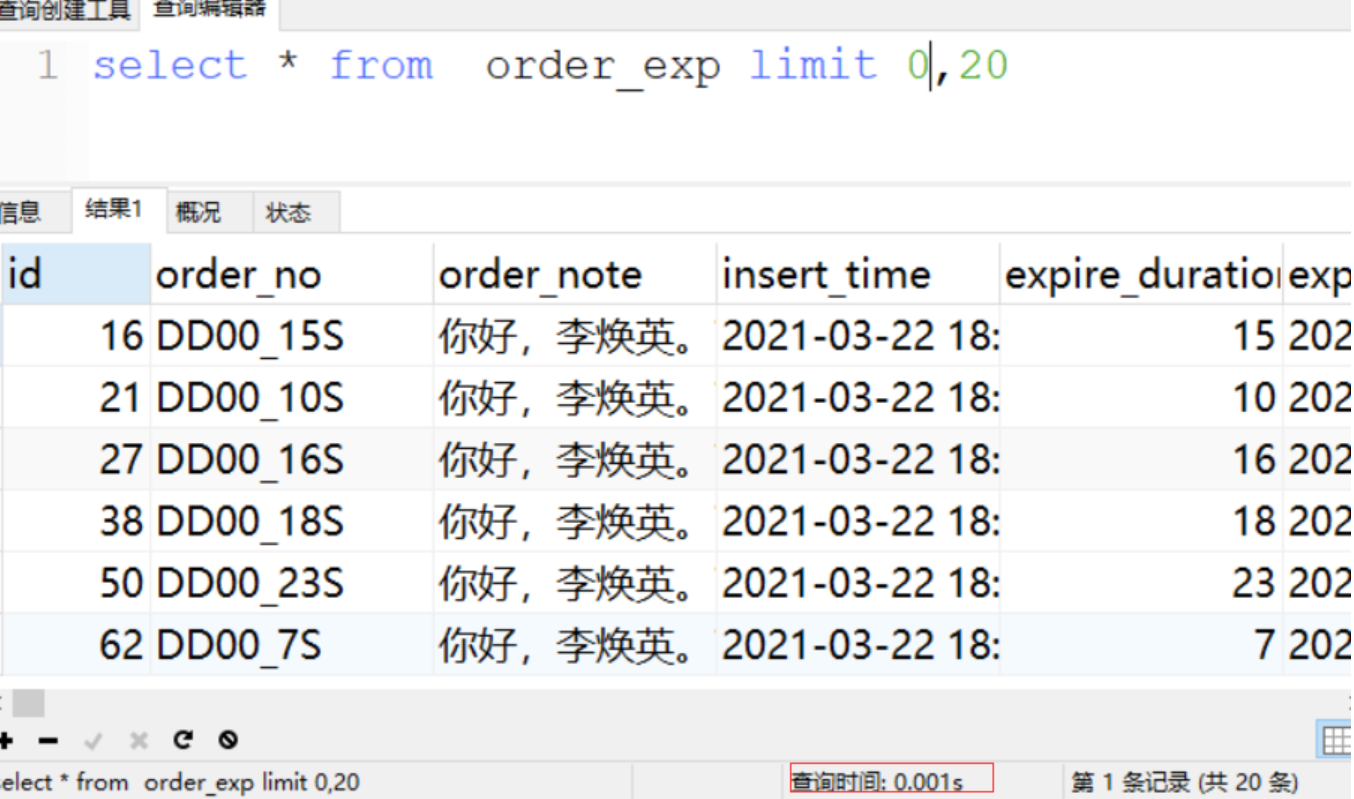 查询创建工具 查询编辑器
1 select * from  order_exp limit 0,20
信息 结果1 概况 状态
id order_no order_note insert_time expire_duration exp
16 DD00_15S 你好，李焕英。 2021-03-22 18: 15 202
21 DD00_10S 你好，李焕英。 2021-03-22 18: 10 202
27 DD00_16S 你好，李焕英。 2021-03-22 18: 16 202
38 DD00_18S 你好，李焕英。 2021-03-22 18: 18 202
50 DD00_23S 你好，李焕英。 2021-03-22 18: 23 202
62 DD00_7S 你好，李焕英。 2021-03-22 18: 7 202
select * from  order_exp limit 0,20 查询时间: 0.001s 第 1 条记录 (共 20 条)